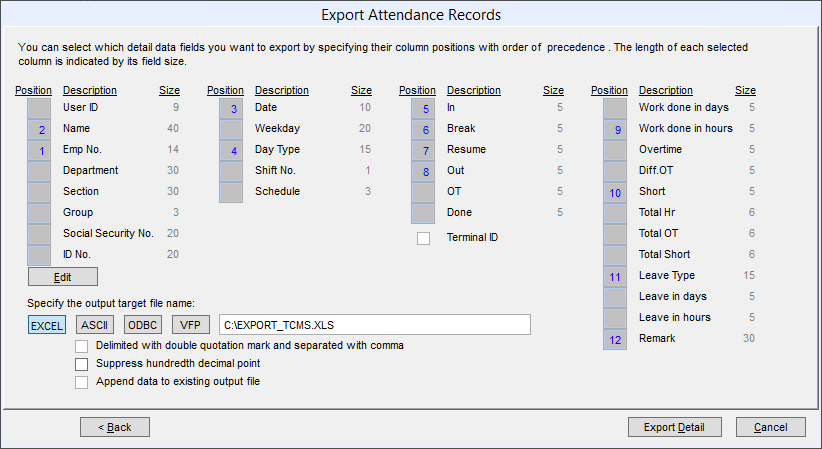 Export Attendance Records
You can select which detail data fields you want to export by specifying their column positions with order of precedence . The length of each selected
column is indicated by its field size.
Position Description Size Position Description Size Position Description Size Position Description Size
User ID 9 3 Date 10 5 In 5 Work done in days 5
2 Name 40 Weekday 20 6 Break 5 9 Work done in hours 5
1 Emp No. 14 4 Day Type 15 7 Resume 5 Overtime 5
Department 30 Shift No. 1 8 Out 5 Diff.OT 5
Section 30 Schedule 3 OT 5 10 Short 5
Group 3 Done 5 Total Hr 6
Social Security No. 20 Terminal ID Total OT 6
ID No. 20 Total Short 6
Edit 11 Leave Type 15
Leave in days 5
Leave in hours 5
12 Remark 30
Specify the output target file name:
EXCEL ASCII ODBC VFP C:\EXPORT_TCMS.XLS
Delimited with double quotation mark and separated with comma
Suppress hundredth decimal point
Append data to existing output file
< Back Export Detail Cancel